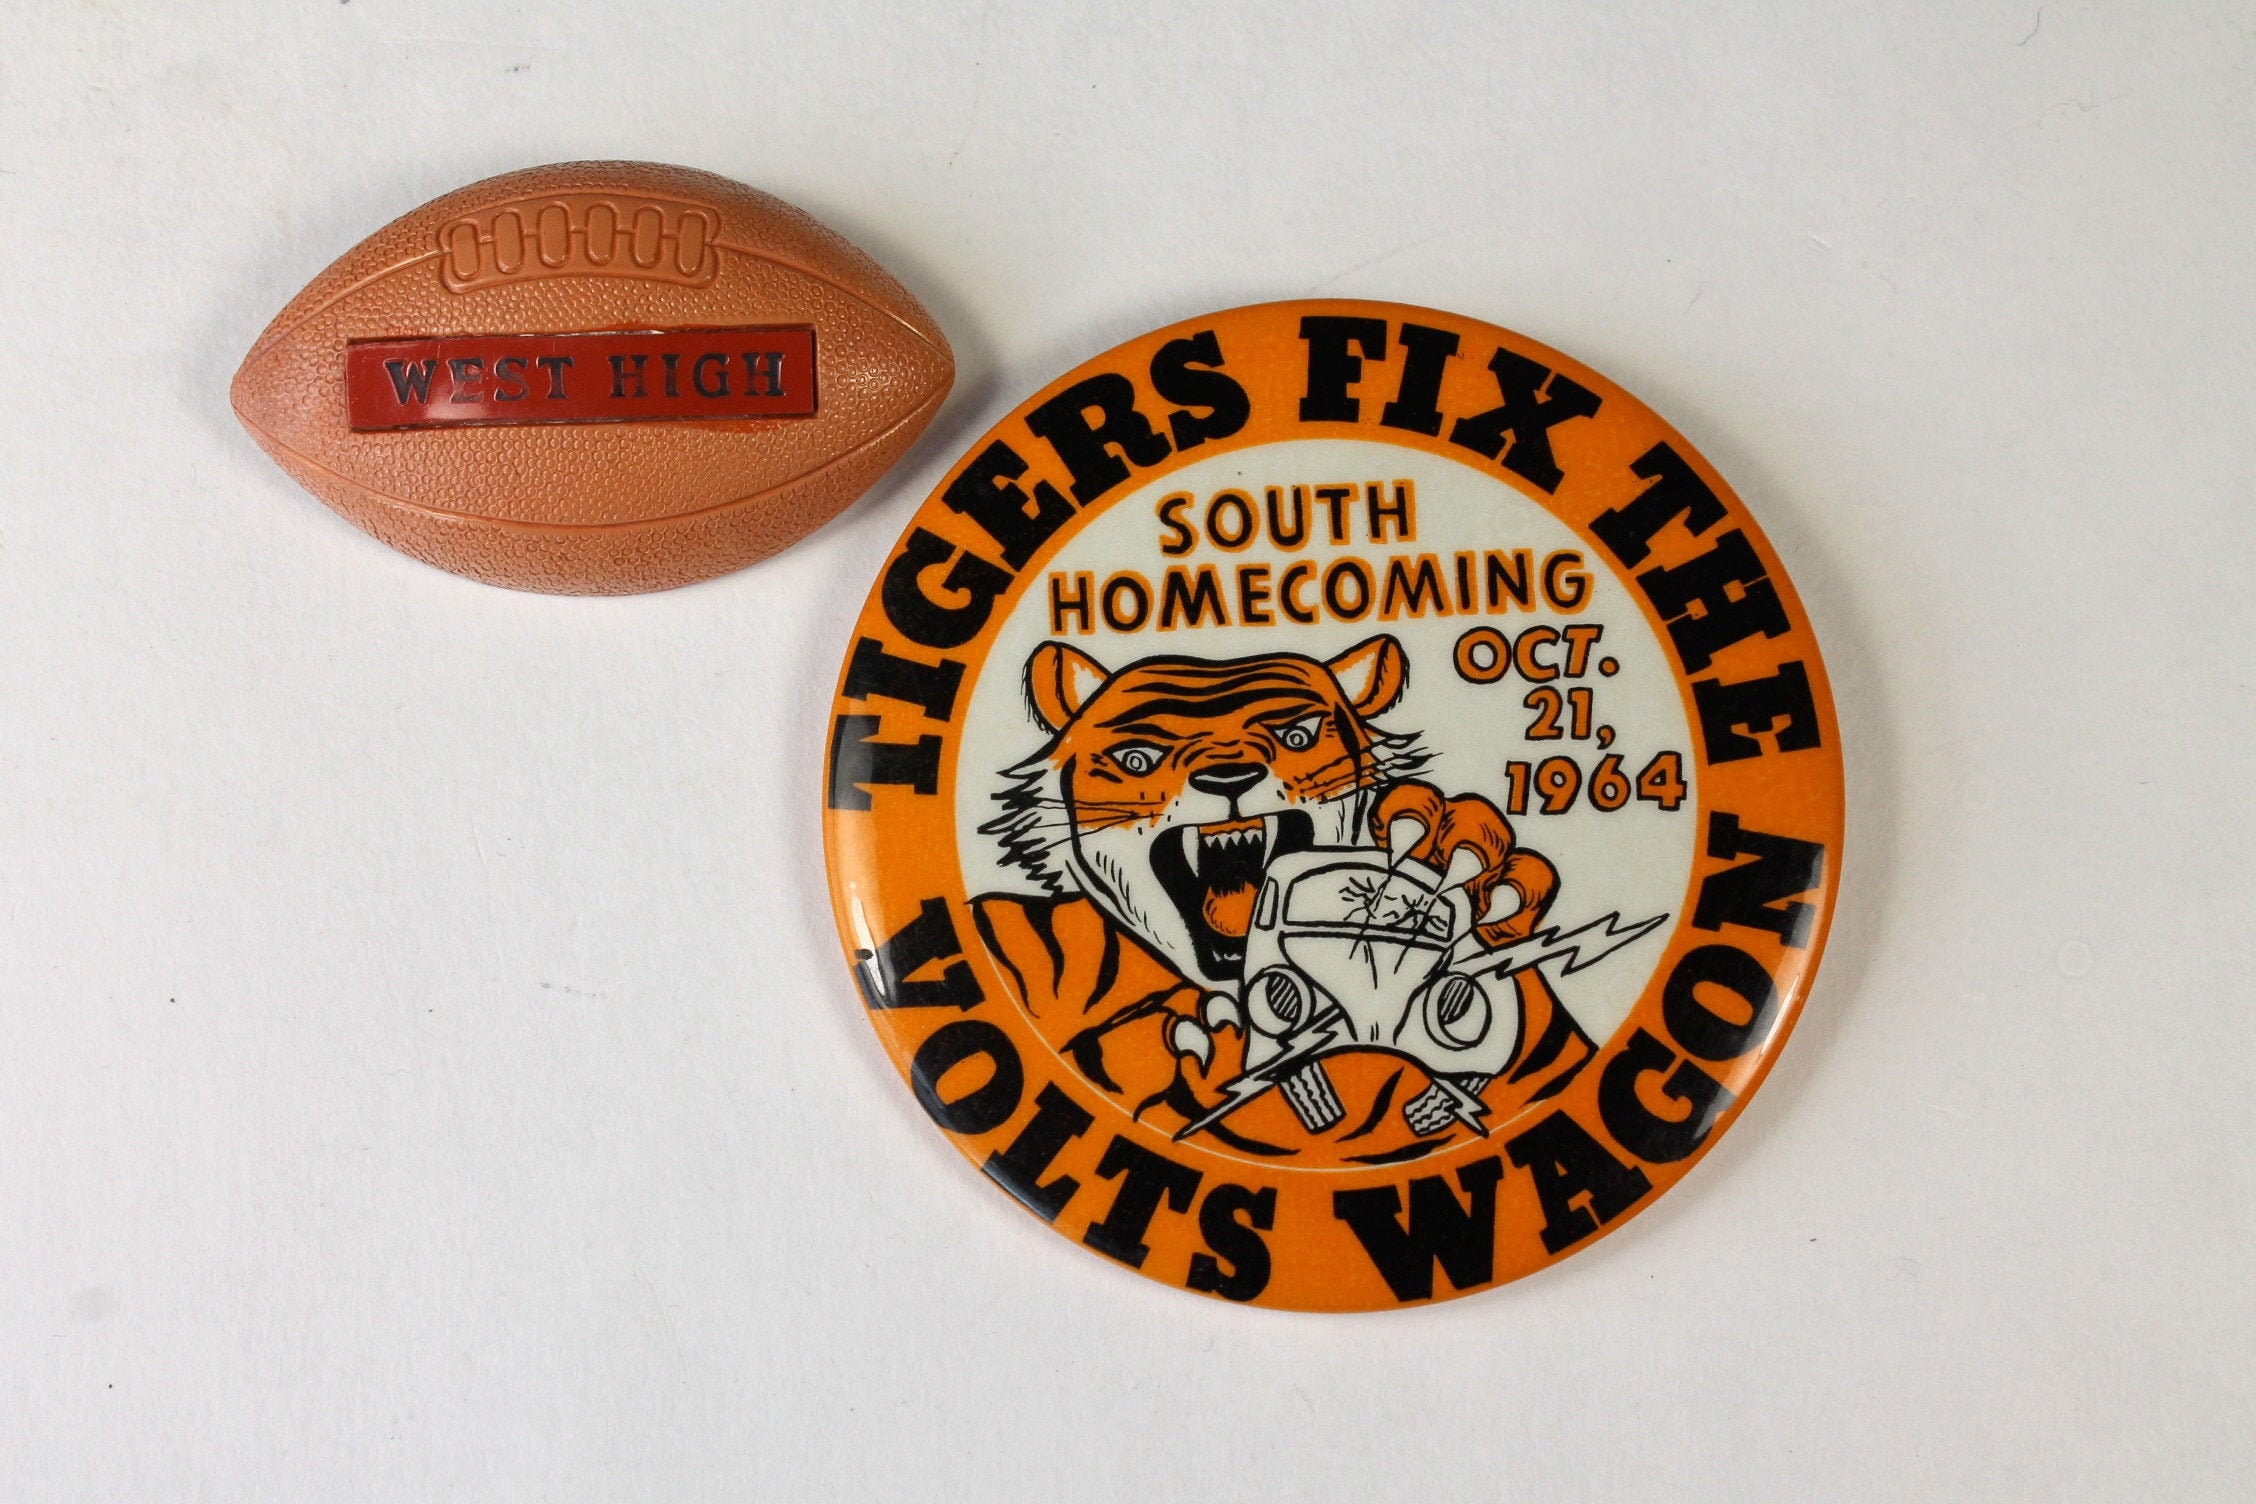 WEST HIGH
TIGERS FIX THE VOLTS WAGON
SOUTH
HOMECOMING
OCT.
21,
1964